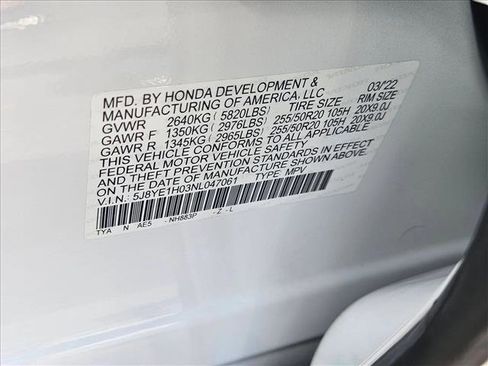 MFD. BY HONDA DEVELOPMENT & 03/22
MANUFACTURING OF AMERICA, LLC
GVWR 2640KG ( 5820LBS) TIRE SIZE RIM SIZE
GAWR F 1350KG ( 2976LBS) 255/50R20 105H 20X9.0J
GAWR R 1345KG ( 2965LBS) 255/50R20 105H 20X9.0J
THIS VEHICLE CONFORMS TO ALL APPLICABLE
FEDERAL MOTOR VEHICLE SAFETY AND THEFT PREVENTION STANDARDS IN EFFECT
ON THE DATE OF MANUFACTURE SHOWN ABOVE.
V.I.N.: 5J8YE1H03NL047061 TYPE: MPV
TYA N AE5 - NH883P - Z - L